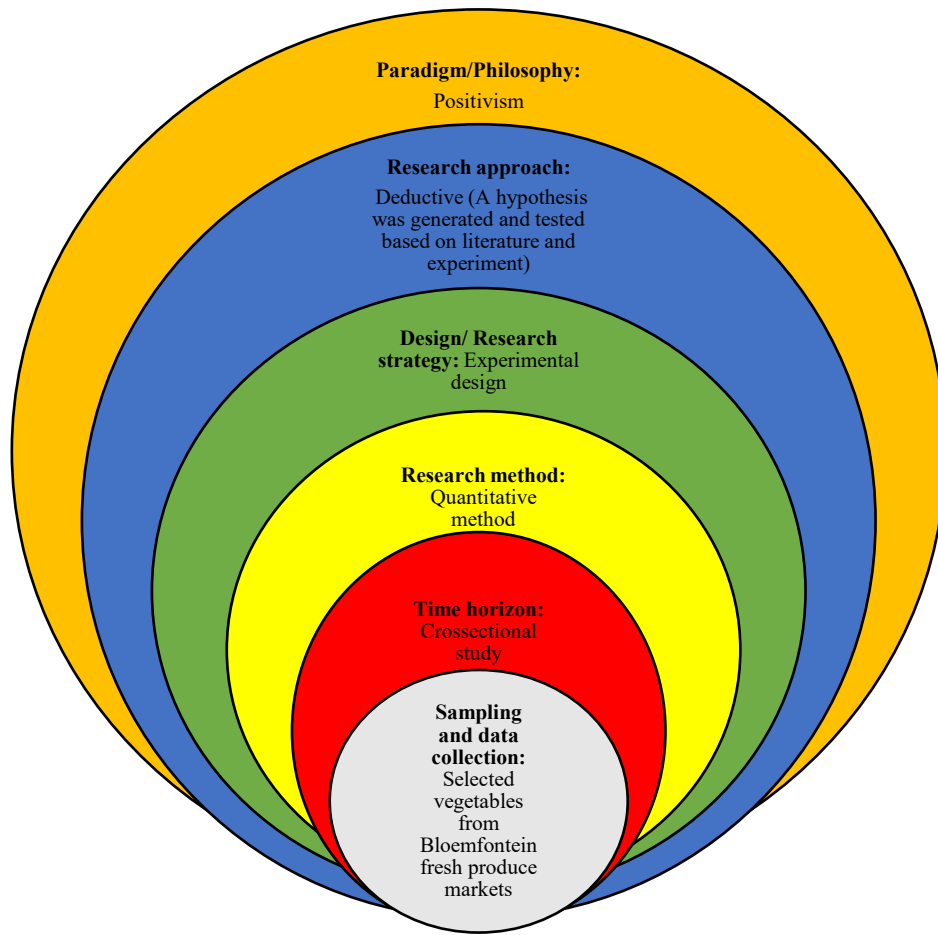 Paradigm/Philosophy:
Positivism
Research approach:
Deductive (A hypothesis
was generated and tested
based on literature and
experiment)
Design/ Research
strategy: Experimental
design
Research method:
Quantitative
method
Time horizon:
Crossectional
study
Sampling
and data
collection:
Selected
vegetables
from
Bloemfontein
fresh produce
markets